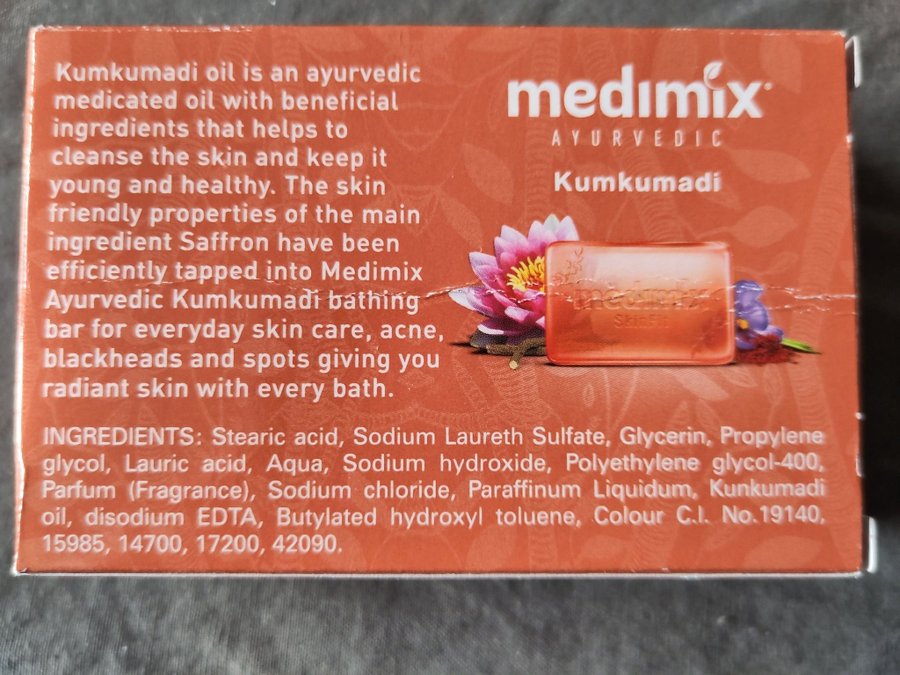 Kumkumadi oil is an ayurvedic
medicated oil with beneficial
ingredients that helps to
cleanse the skin and keep it
young and healthy. The skin
friendly properties of the main
ingredient Saffron have been
efficiently tapped into Medimix
Ayurvedic Kumkumadi bathing
bar for everyday skin care, acne,
blackheads and spots giving you
radiant skin with every bath.
medimix
AYURVEDIC
Kumkumadi
medimix
INGREDIENTS: Stearic acid, Sodium Laureth Sulfate, Glycerin, Propylene
glycol, Lauric acid, Aqua, Sodium hydroxide, Polyethylene glycol-400,
Parfum (Fragrance), Sodium chloride, Paraffinum Liquidum, Kunkumadi
oil, disodium EDTA, Butylated hydroxyl toluene, Colour C.I. No.19140,
15985, 14700, 17200, 42090.